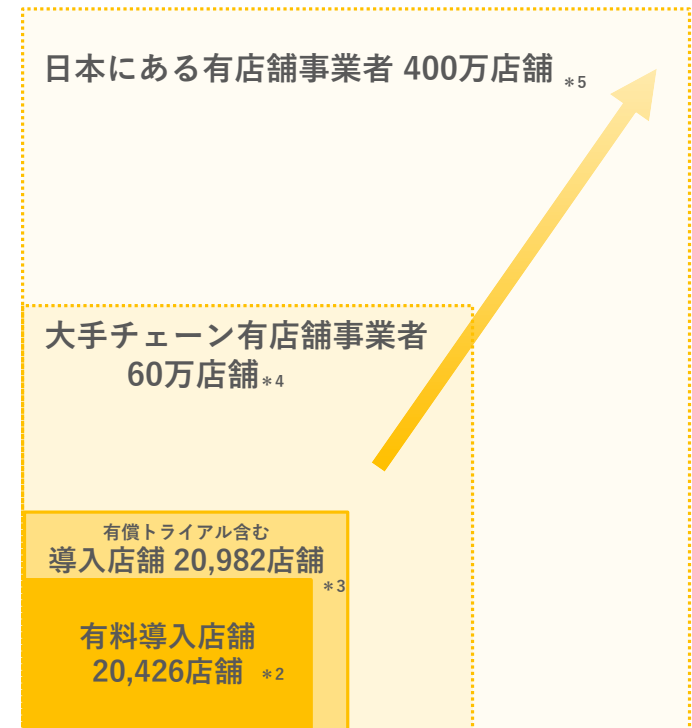 日本にある有店舗事業者 400万店舗 *5
大手チェーン有店舗事業者
60万店舗*4
有償トライアル含む
導入店舗 20,982店舗
*3
有料導入店舗
20,426店舗 *2